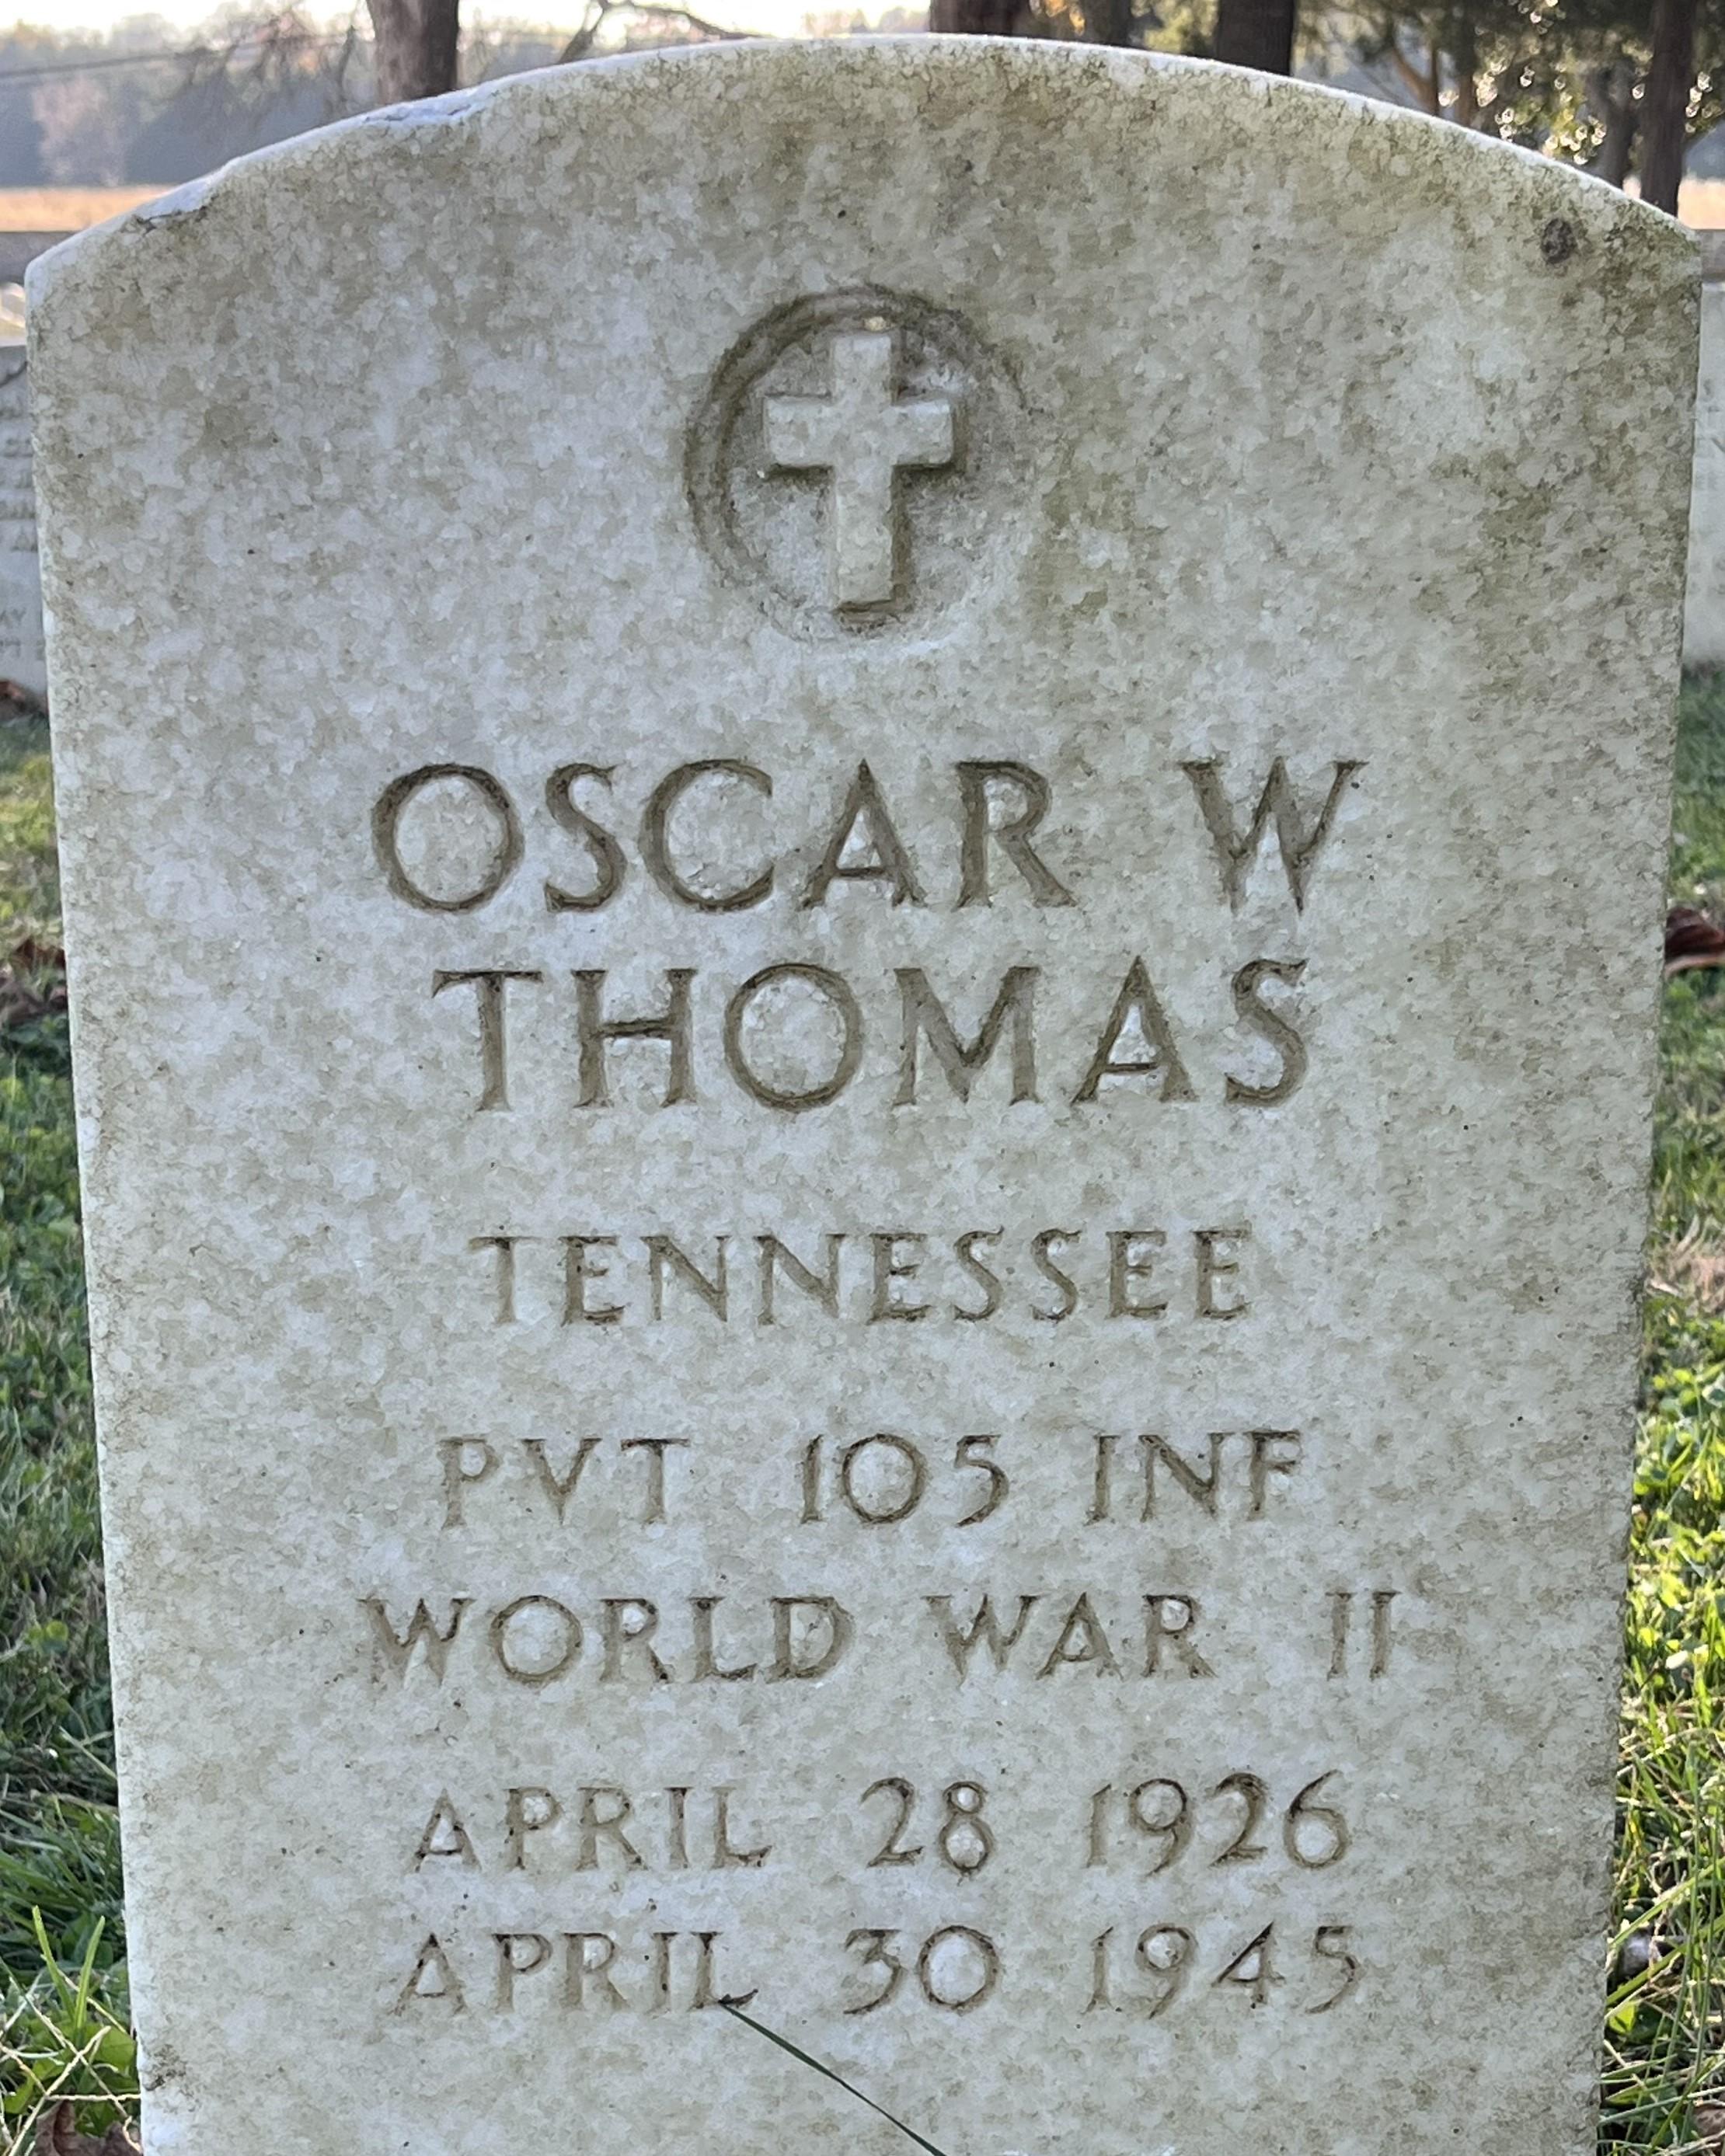 OSCAR W
THOMAS
TENNESSEE
PVT 105 INF
WORLD WAR II
APRIL 28 1926
APRIL 30 1945